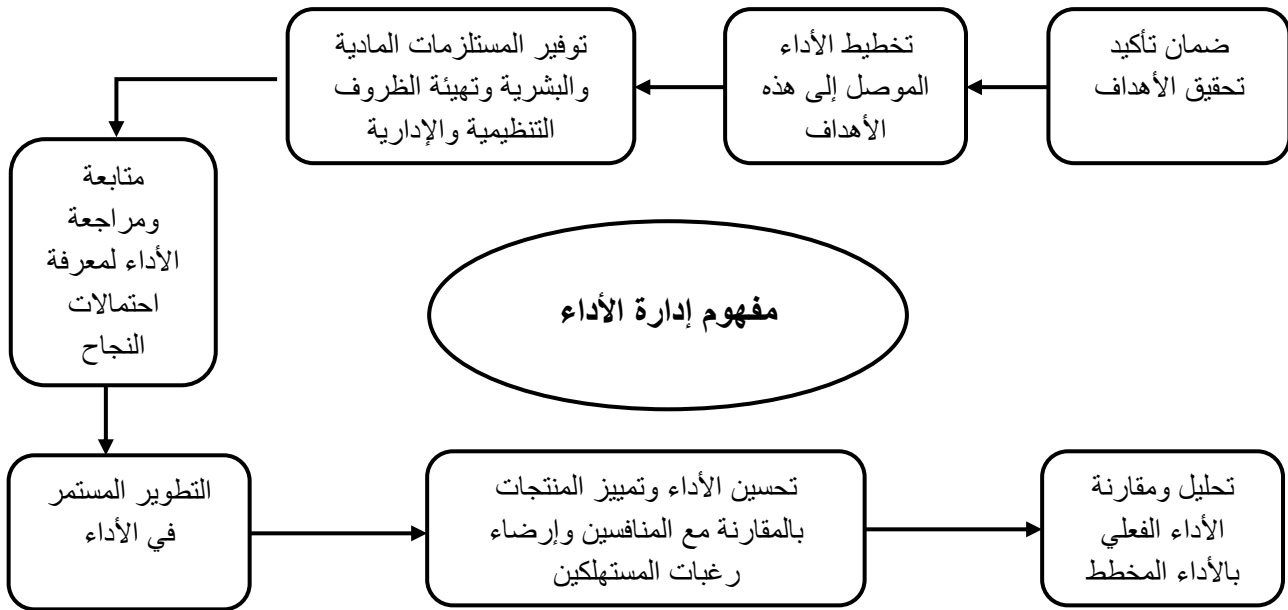 ضمان تأكيد
تحقيق الأهداف
تخطيط الأداء
الموصل إلى هذه
الأهداف
توفير المستلزمات المادية
والبشرية وتهيئة الظروف
التنظيمية والإدارية
متابعة
ومراجعة
الأداء لمعرفة
احتمالات
النجاح
مفهوم إدارة الأداء
التطوير المستمر
في الأداء
تحسين الأداء وتمييز المنتجات
بالمقارنة مع المنافسين وإرضاء
رغبات المستهلكين
تحليل ومقارنة
الأداء الفعلي
بالأداء المخطط